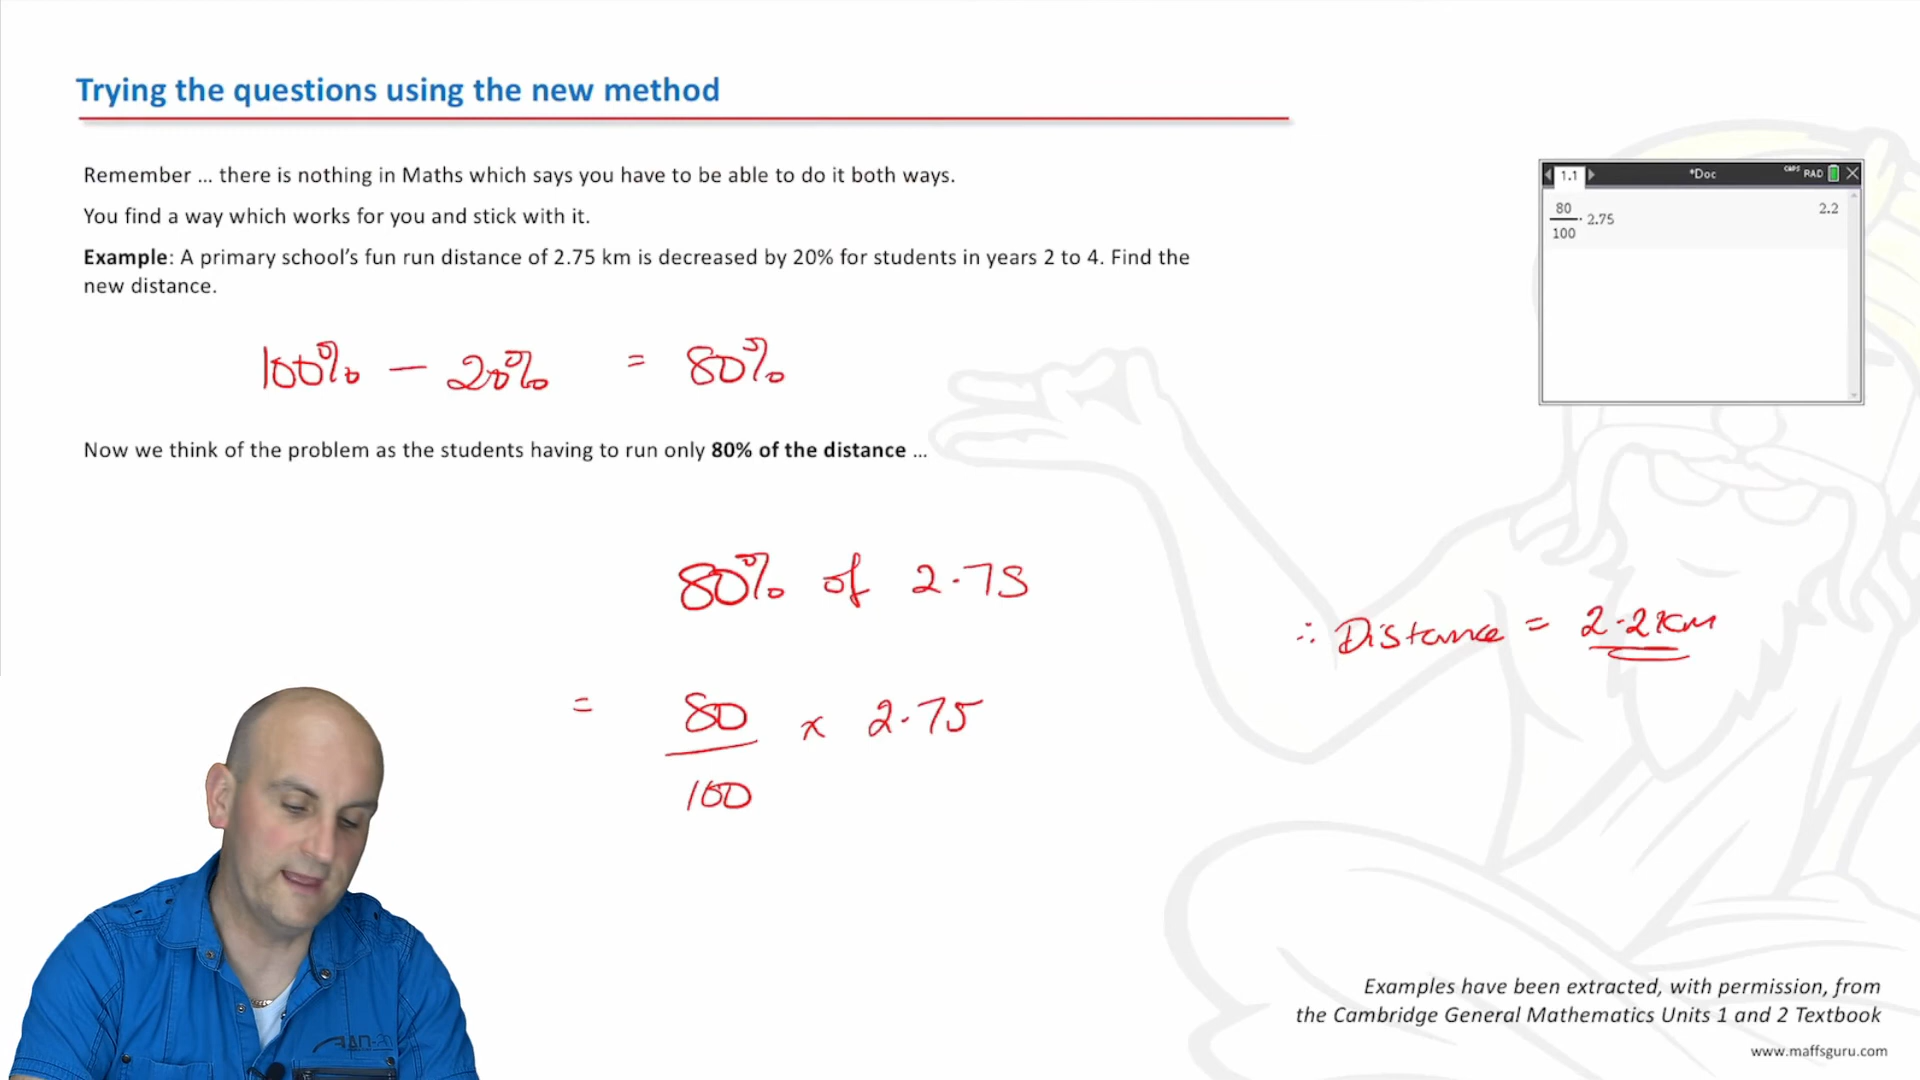 Trying the questions using the new method
Remember ... there is nothing in Maths which says you have to be able to do it both ways.
You find a way which works for you and stick with it.
Example: A primary school's fun run distance of 2.75 km is decreased by 20% for students in years 2 to 4. Find the
new distance.
100% - 20% = 80%
Now we think of the problem as the students having to run only 80% of the distance ...
80% of 2.75
= 80/100 x 2.75
∴ Distance = 2.2km
1.1 *Doc CAPS RAD
80/100 · 2.75 2.2
Examples have been extracted, with permission, from
the Cambridge General Mathematics Units 1 and 2 Textbook
www.maffsguru.com